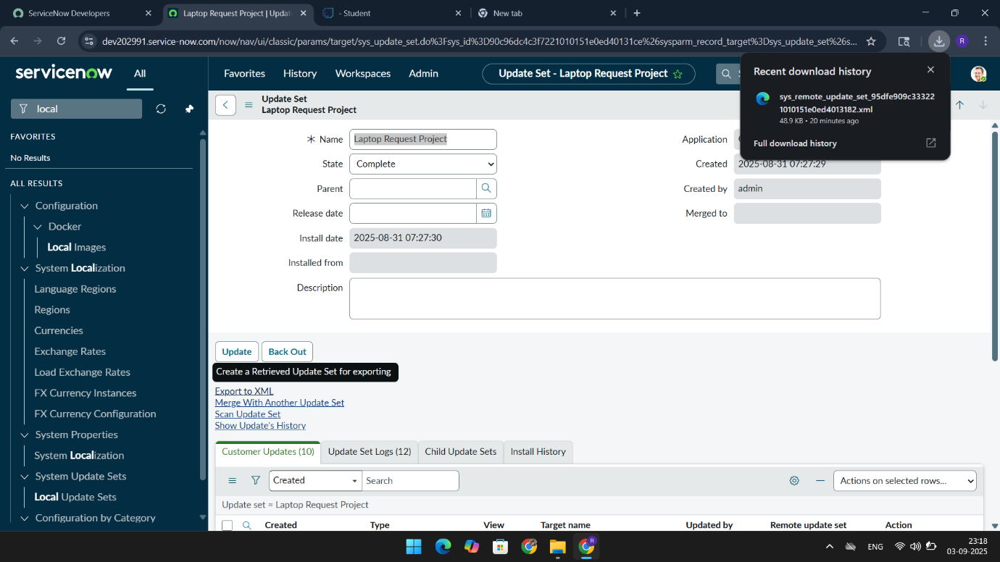 ServiceNow Developers
Laptop Request Project | Updat
- Student
New tab
dev202991.service-now.com/now/nav/ui/classic/params/target/sys_update_set.do%3Fsys_id%3D90c96dc4c3f7221010151e0ed40131ce%26sysparm_record_target%3Dsys_update_set%26s...
R
servicenow
All
Favorites
History
Workspaces
Admin
Update Set - Laptop Request Project
Recent download history
sys_remote_update_set_95dfe909c33322
1010151e0ed4013182.xml
48.9 KB • 20 minutes ago
Full download history
local
FAVORITES
No Results
ALL RESULTS
Configuration
Docker
Local Images
System Localization
Language Regions
Regions
Currencies
Exchange Rates
Load Exchange Rates
FX Currency Instances
FX Currency Configuration
System Properties
System Localization
System Update Sets
Local Update Sets
Configuration by Category
Update Set
Laptop Request Project
Name
Laptop Request Project
Application
State
Complete
Created
2025-08-31 07:27:29
Parent
Created by
admin
Release date
Merged to
Install date
2025-08-31 07:27:30
Installed from
Description
Update
Back Out
Create a Retrieved Update Set for exporting
Export to XML
Merge With Another Update Set
Scan Update Set
Show Update's History
Customer Updates (10)
Update Set Logs (12)
Child Update Sets
Install History
Created
Search
Actions on selected rows...
Update set = Laptop Request Project
Created
Type
View
Target name
Updated by
Remote update set
Action
R
ENG
23:18
03-09-2025